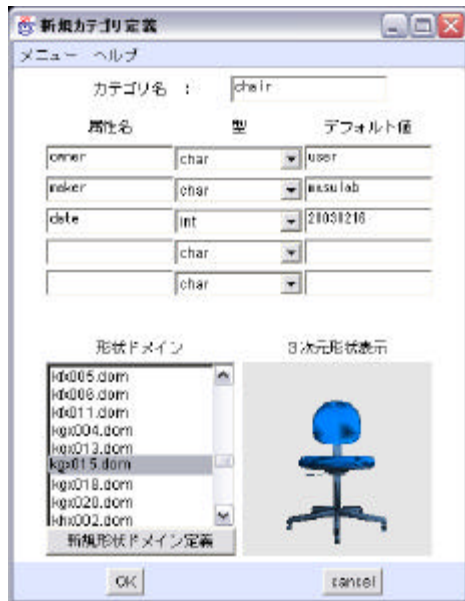 新規カテゴリ定義
メニュー ヘルプ
カテゴリ名 : chair
属性名 型 デフォルト値
owner char user
maker char masulab
date int 20030216
char
char
形状ドメイン 3次元形状表示
kfx005.dom
kfx006.dom
kfx011.dom
kgx004.dom
kgx013.dom
kgx015.dom
kgx018.dom
kgx020.dom
khx002.dom
新規形状ドメイン定義
OK cancel